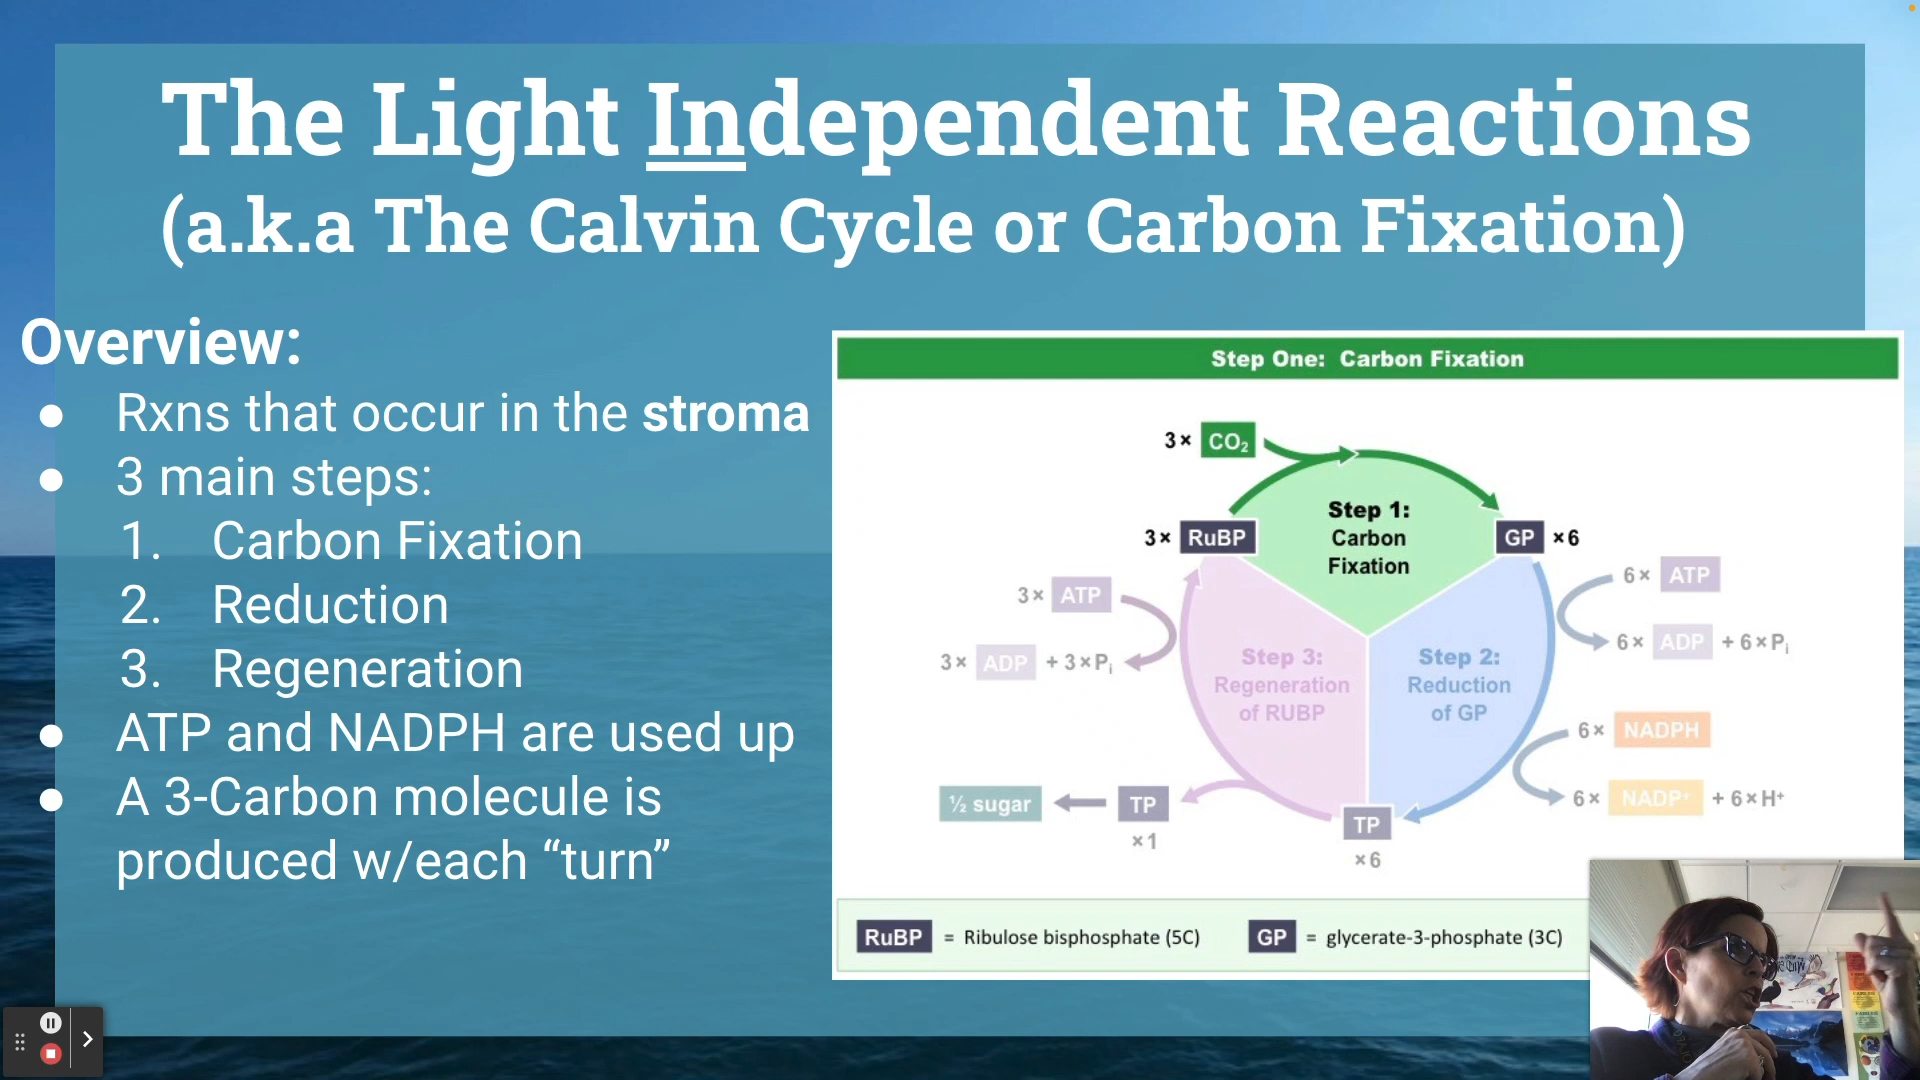 The Light Independent Reactions
(a.k.a The Calvin Cycle or Carbon Fixation)
Overview:
● Rxns that occur in the stroma
● 3 main steps:
1. Carbon Fixation
2. Reduction
3. Regeneration
● ATP and NADPH are used up
● A 3-Carbon molecule is
produced w/each “turn”
Step One: Carbon Fixation
3× CO₂
Step 1:
Carbon
Fixation
3× RuBP
GP ×6
6× ATP
6× ADP + 6×Pᵢ
3× ATP
3× ADP + 3×Pᵢ
Step 3:
Regeneration
of RUBP
Step 2:
Reduction
of GP
6× NADPH
6× NADP⁺ + 6×H⁺
½ sugar
TP
×1
TP
×6
RuBP = Ribulose bisphosphate (5C)
GP = glycerate-3-phosphate (3C)